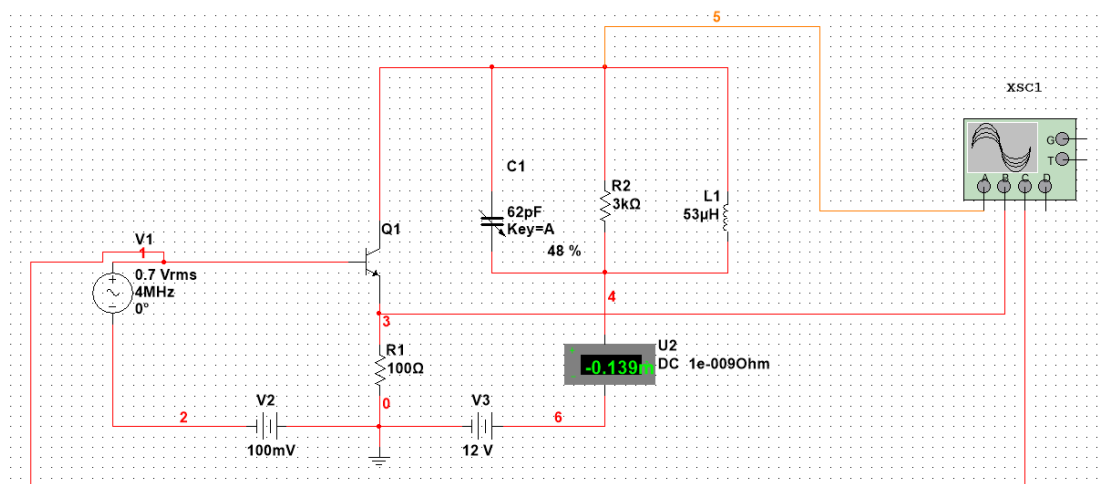 5
XSC1
G
T
A B C D
C1
62pF
Key=A
48 %
R2
3kΩ
L1
53µH
Q1
V1
1
0.7 Vrms
4MHz
0°
4
3
U2
DC 1e-009Ohm
-0.139m
R1
100Ω
0
V2
2
100mV
V3
6
12 V